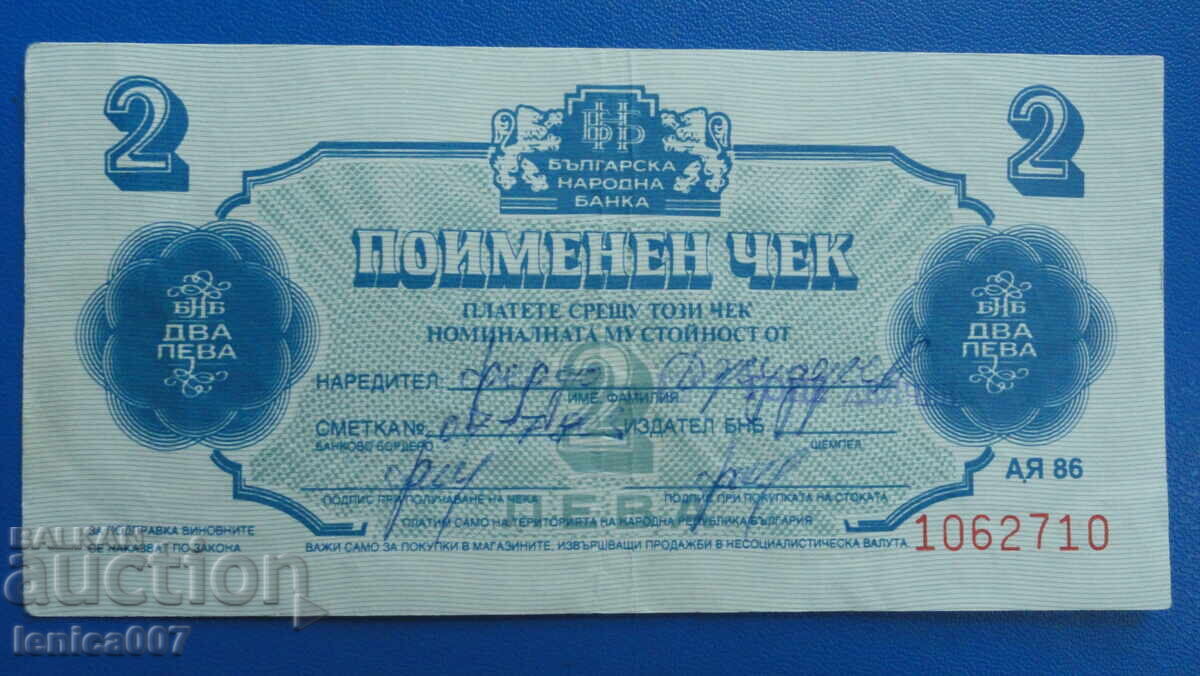 2
2
БНБ
БЪЛГАРСКА
НАРОДНА
БАНКА
ПОИМЕНЕН ЧЕК
ПЛАТЕТЕ СРЕЩУ ТОЗИ ЧЕК
НОМИНАЛНАТА МУ СТОЙНОСТ ОТ
БНБ
ДВА
ЛЕВА
БНБ
ДВА
ЛЕВА
2
НАРЕДИТЕЛ:
ИМЕ, ФАМИЛИЯ
СМЕТКА № ИЗДАТЕЛ БНБ
БАНКОВО БОРДЕРО ЩЕМПЕЛ
АЯ 86
ПОДПИС ПРИ ПОЛУЧАВАНЕ НА ЧЕКА ПОДПИС ПРИ ПОКУПКАТА НА СТОКАТА
ЛЕВА
ПЛАТИМ САМО НА ТЕРИТОРИЯТА НА НАРОДНА РЕПУБЛИКА БЪЛГАРИЯ
ЗА ПОДПРАВКА ВИНОВНИТЕ
СЕ НАКАЗВАТ ПО ЗАКОНА
ВАЖИ САМО ЗА ПОКУПКИ В МАГАЗИНИТЕ, ИЗВЪРШВАЩИ ПРОДАЖБИ В НЕСОЦИАЛИСТИЧЕСКА ВАЛУТА.
1062710
BALKAN
auction
lenica007